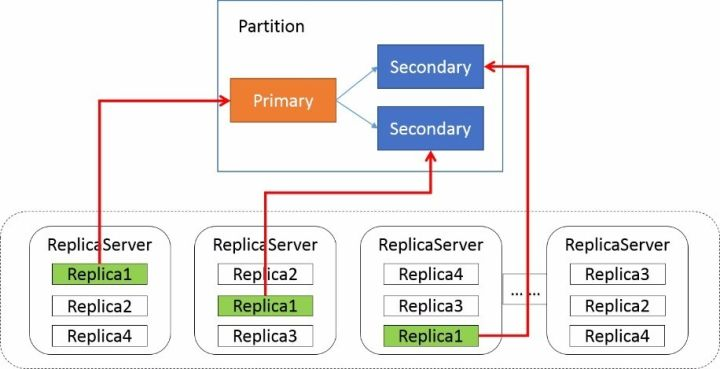 Partition
Secondary
Primary
Secondary
ReplicaServer
Replica1
Replica2
Replica4
ReplicaServer
Replica2
Replica1
Replica3
ReplicaServer
Replica4
Replica3
Replica1
... ...
ReplicaServer
Replica3
Replica2
Replica4